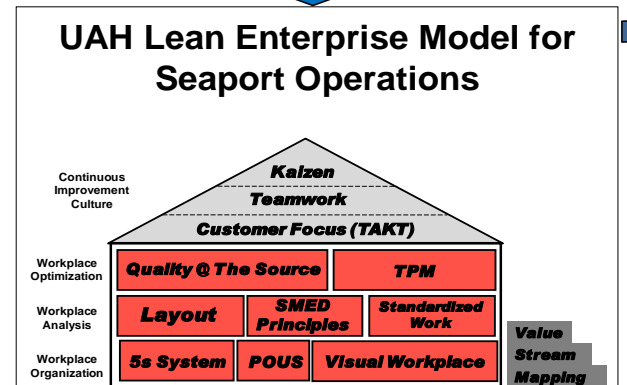 UAH Lean Enterprise Model for
Seaport Operations
Continuous
Improvement
Culture
Kaizen
Teamwork
Customer Focus (TAKT)
Workplace
Optimization
Quality @ The Source
TPM
Workplace
Analysis
Layout
SMED
Principles
Standardized
Work
Workplace
Organization
5s System
POUS
Visual Workplace
Value
Stream
Mapping